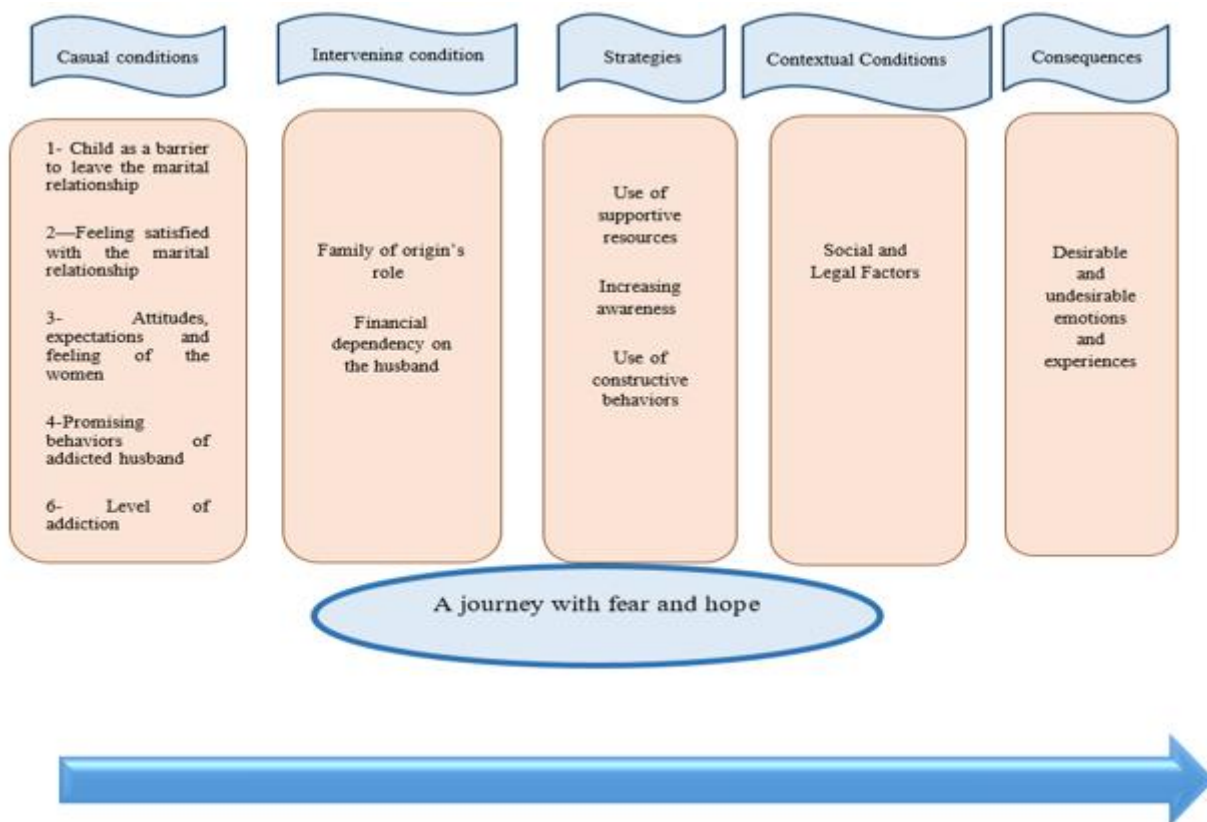 Casual conditions
Intervening condition
Strategies
Contextual Conditions
Consequences
1- Child as a barrier
to leave the marital
relationship
2—Feeling satisfied
with the marital
relationship
3- Attitudes,
expectations and
feeling of the
women
4-Promising
behaviors of
addicted husband
6- Level of
addiction
Family of origin's
role
Financial
dependency on
the husband
Use of
supportive
resources
Increasing
awareness
Use of
constructive
behaviors
Social and
Legal Factors
Desirable
and
undesirable
emotions
and
experiences
A journey with fear and hope